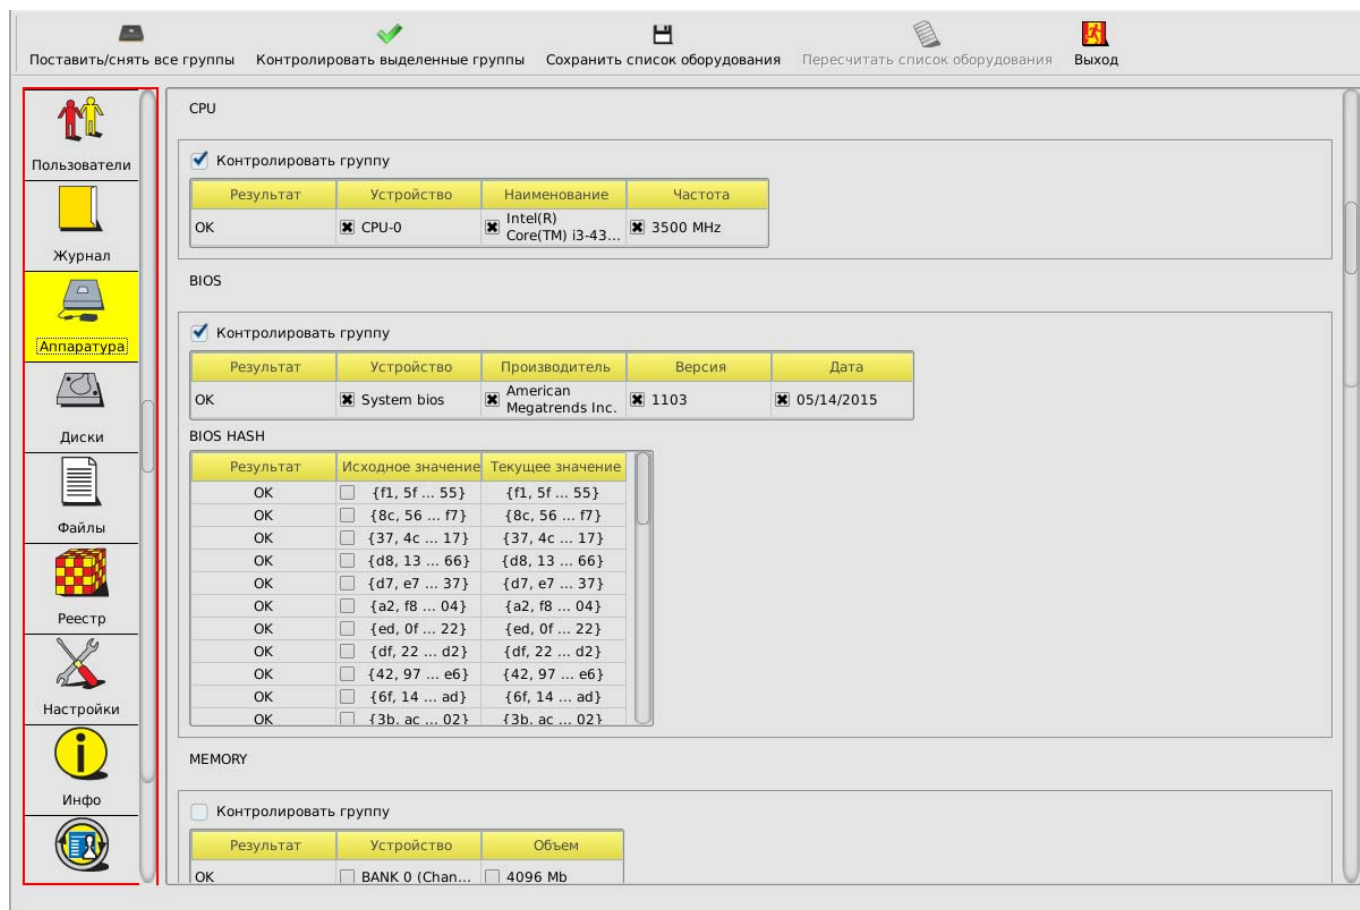 Поставить/снять все группы Контролировать выделенные группы Сохранить список оборудования Пересчитать список оборудования Выход
Пользователи
Журнал
Аппаратура
Диски
Файлы
Реестр
Настройки
Инфо
CPU
Контролировать группу
Результат Устройство Наименование Частота
OK CPU-0 Intel(R) Core(TM) i3-43... 3500 MHz
BIOS
Контролировать группу
Результат Устройство Производитель Версия Дата
OK System bios American Megatrends Inc. 1103 05/14/2015
BIOS HASH
Результат Исходное значение Текущее значение
OK {f1, 5f ... 55} {f1, 5f ... 55}
OK {8c, 56 ... f7} {8c, 56 ... f7}
OK {37, 4c ... 17} {37, 4c ... 17}
OK {d8, 13 ... 66} {d8, 13 ... 66}
OK {d7, e7 ... 37} {d7, e7 ... 37}
OK {a2, f8 ... 04} {a2, f8 ... 04}
OK {ed, 0f ... 22} {ed, 0f ... 22}
OK {df, 22 ... d2} {df, 22 ... d2}
OK {42, 97 ... e6} {42, 97 ... e6}
OK {6f, 14 ... ad} {6f, 14 ... ad}
OK {3b, ac ... 02} {3b, ac ... 02}
MEMORY
Контролировать группу
Результат Устройство Объем
OK BANK 0 (Chan... 4096 Mb